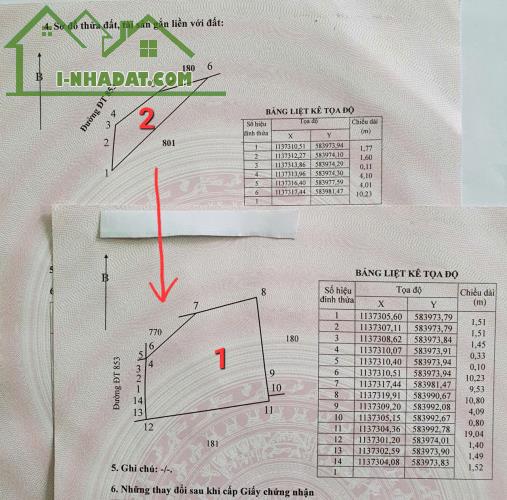 4. Sơ đồ thửa đất, tài sản gắn liền với đất:
I-NHADAT.COM
B
180
6
Đường ĐT 853
4
3
2
2
801
1
BẢNG LIỆT KÊ TỌA ĐỘ
Số hiệu đỉnh thửa Tọa độ Chiều dài (m)
X Y
1 1137310,51 583973,94
1,77
2 1137312,27 583974,10
1,60
3 1137313,86 583974,29
0,11
4 1137313,96 583974,30
4,10
5 1137316,40 583977,59
4,01
6 1137317,44 583981,47
10,23
1
5
B
8
7
770
6
5
4
3
2
1
14
13
12
Đường ĐT 853
1
180
9
10
11
181
BẢNG LIỆT KÊ TỌA ĐỘ
Số hiệu đỉnh thửa Tọa độ Chiều dài (m)
X Y
1 1137305,60 583973,79
1,51
2 1137307,11 583973,79
1,51
3 1137308,62 583973,84
1,45
4 1137310,07 583973,91
0,33
5 1137310,40 583973,94
0,10
6 1137310,51 583973,94
10,23
7 1137317,44 583981,47
9,53
8 1137319,91 583990,67
10,80
9 1137309,20 583992,08
4,09
10 1137305,15 583992,67
0,80
11 1137304,36 583992,78
19,04
12 1137301,20 583974,01
1,40
13 1137302,59 583973,90
1,49
14 1137304,08 583973,83
1,52
1
5. Ghi chú: -/-.
6. Những thay đổi sau khi cấp Giấy chứng nhận